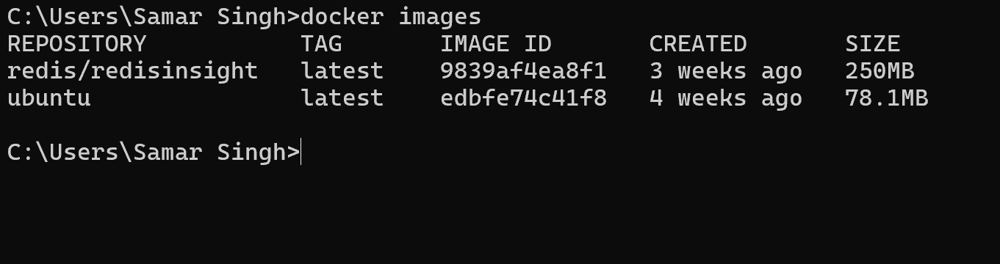 C:\Users\Samar Singh>docker images
REPOSITORY TAG IMAGE ID CREATED SIZE
redis/redisinsight latest 9839af4ea8f1 3 weeks ago 250MB
ubuntu latest edbfe74c41f8 4 weeks ago 78.1MB
C:\Users\Samar Singh>